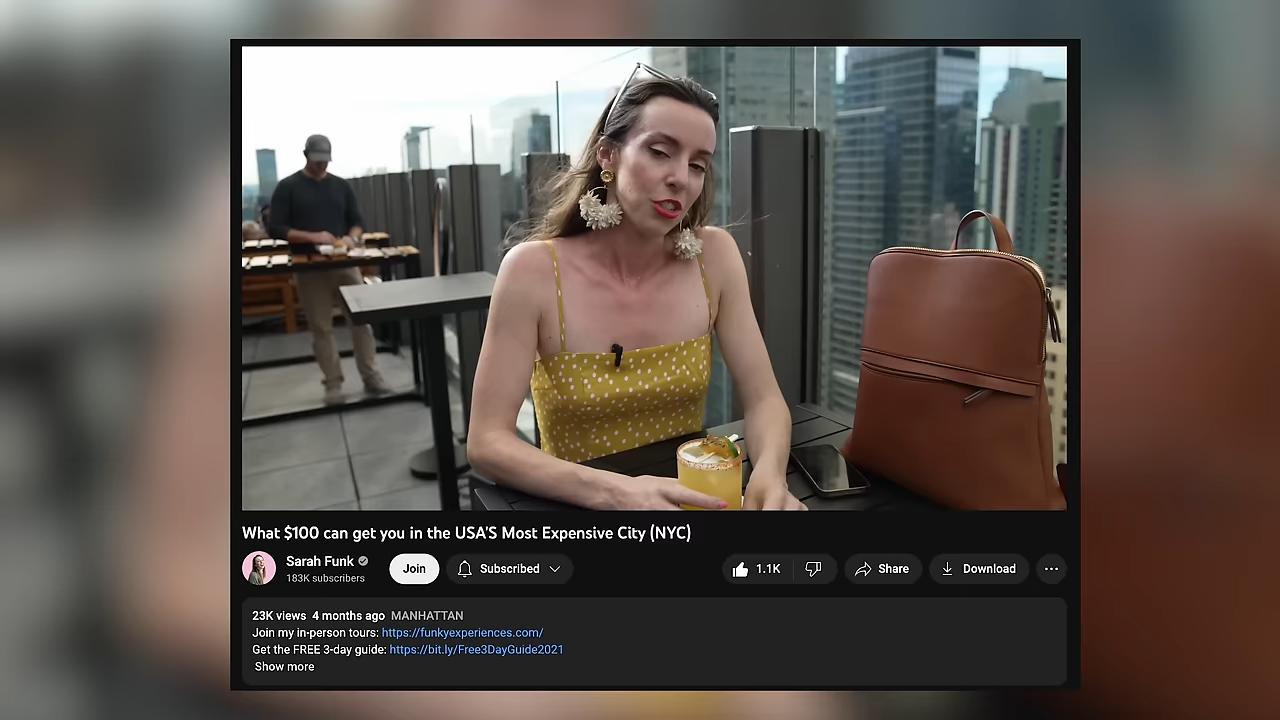 What $100 can get you in the USA'S Most Expensive City (NYC)
Sarah Funk
183K subscribers
Join
Subscribed
1.1K
Share
Download
23K views 4 months ago MANHATTAN
Join my in-person tours: https://funkyexperiences.com/
Get the FREE 3-day guide: https://bit.ly/Free3DayGuide2021
Show more